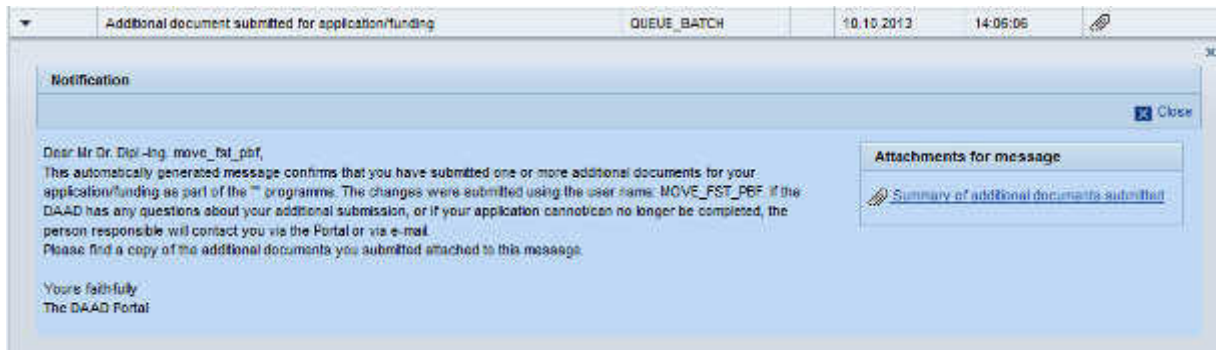 Additional document submitted for application/funding QUEUE_BATCH 10.10.2013 14:06:06
Notification
Close
Dear Mr Dr. Dipl.-Ing. move_fst_pbf,
This automatically generated message confirms that you have submitted one or more additional documents for your
application/funding as part of the "" programme. The changes were submitted using the user name: MOVE_FST_PBF. If the
DAAD has any questions about your additional submission, or if your application cannot/can no longer be completed, the
person responsible will contact you via the Portal or via e-mail.
Please find a copy of the additional documents you submitted attached to this message.
Yours faithfully
The DAAD Portal
Attachments for message
Summary of additional documents submitted